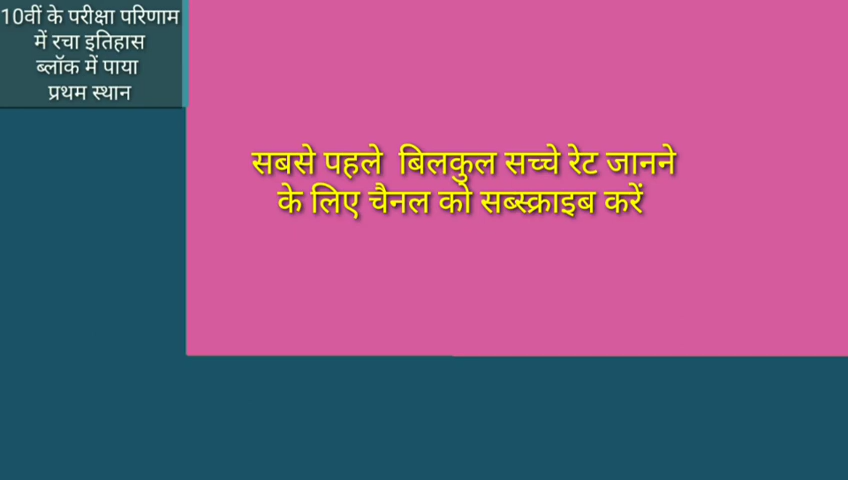 10वीं के परीक्षा परिणाम
में रचा इतिहास
ब्लॉक में पाया
प्रथम स्थान
सबसे पहले बिलकुल सच्चे रेट जानने
के लिए चैनल को सब्स्क्राइब करें